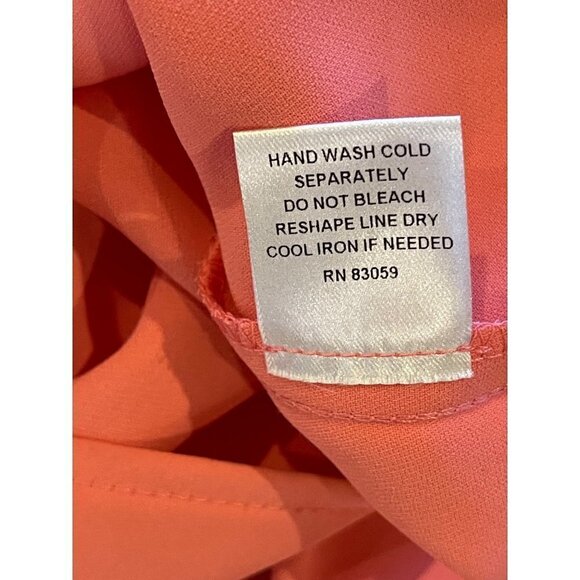 HAND WASH COLD
SEPARATELY
DO NOT BLEACH
RESHAPE LINE DRY
COOL IRON IF NEEDED
RN 83059